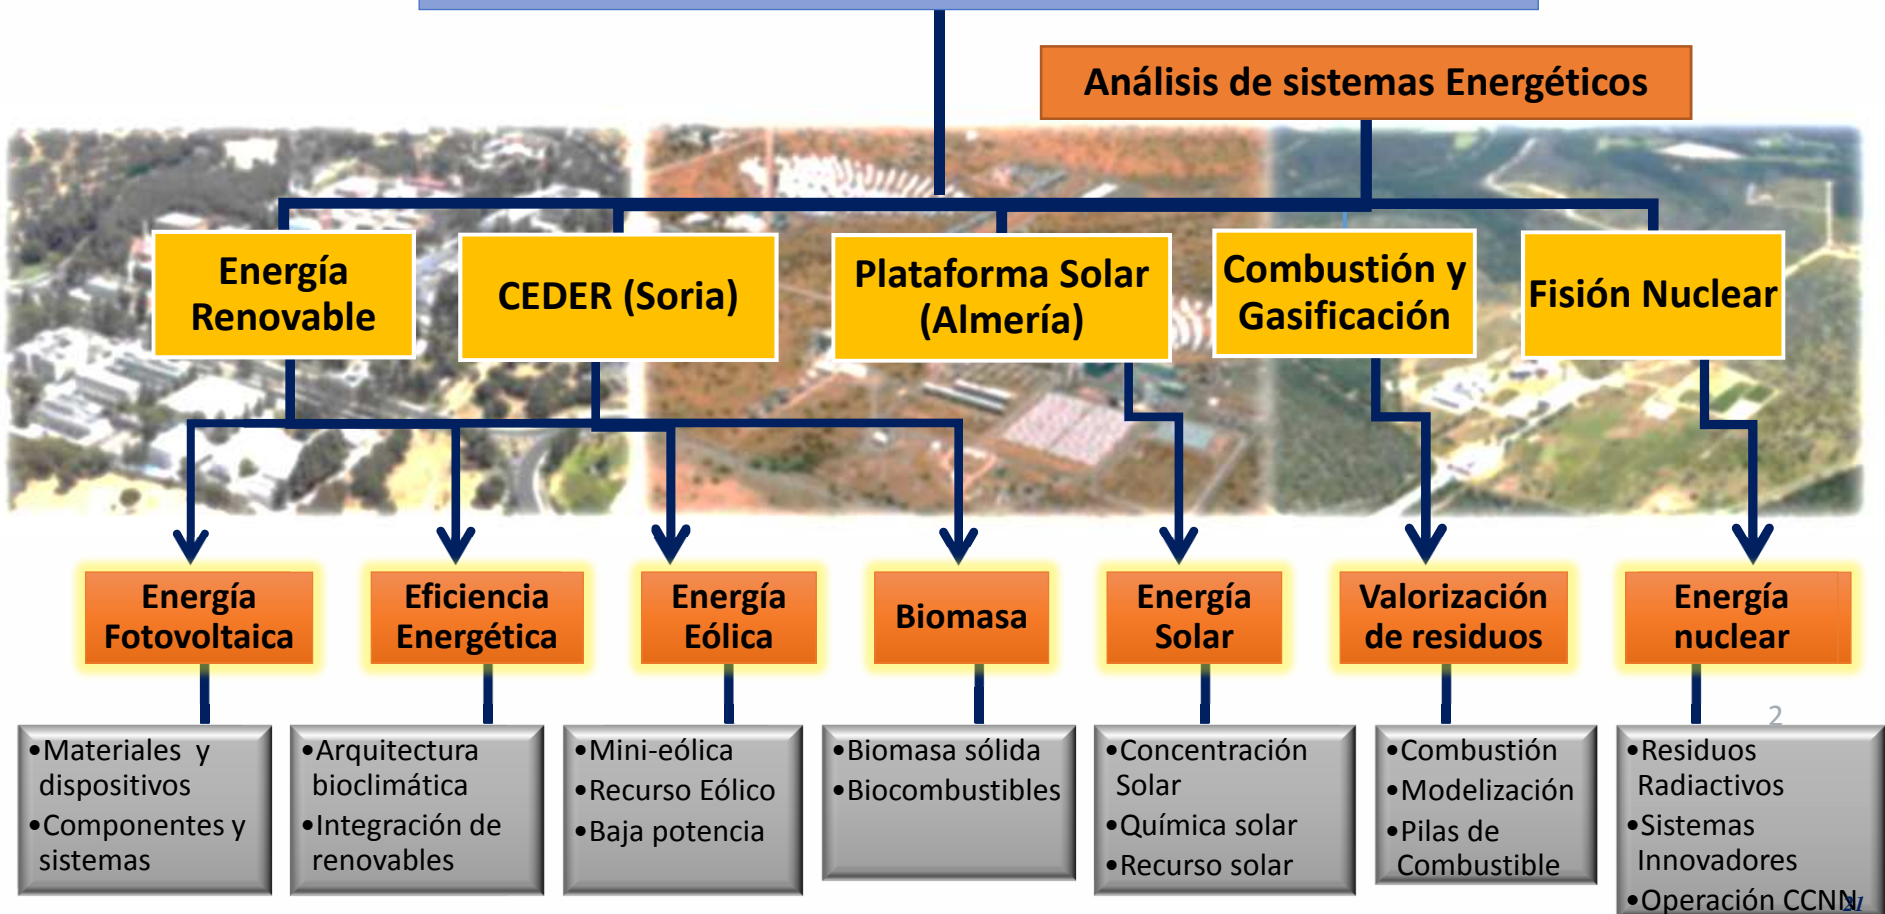 Análisis de sistemas Energéticos
Energía
Renovable
CEDER (Soria)
Plataforma Solar
(Almería)
Combustión y
Gasificación
Fisión Nuclear
Energía
Fotovoltaica
Eficiencia
Energética
Energía
Eólica
Biomasa
Energía
Solar
Valorización
de residuos
Energía
nuclear
2
•Materiales y
dispositivos
•Componentes y
sistemas
•Arquitectura
bioclimática
•Integración de
renovables
•Mini-eólica
•Recurso Eólico
•Baja potencia
•Biomasa sólida
•Biocombustibles
•Concentración
Solar
•Química solar
•Recurso solar
•Combustión
•Modelización
•Pilas de
Combustible
•Residuos
Radiactivos
•Sistemas
Innovadores
•Operación CCNN
21